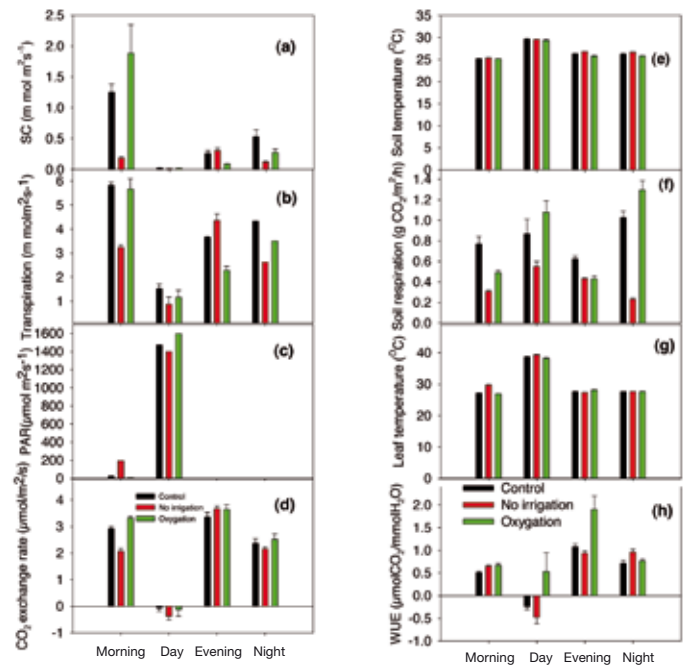 SC (m mol m²s⁻¹)
2.5
2.0
1.5
1.0
0.5
0.0
(a)
Transpiration (m molm²s-1)
6
5
4
3
2
1
(b)
PAR(μmol m²s⁻¹)
1600
1400
1200
1000
800
600
400
200
0
(c)
CO₂ exchange rate (μmol/m²/s)
4
3
2
1
0
-1
(d)
Control
No irrigation
Oxygation
Morning Day Evening Night
Soil temperature (⁰C)
35
30
25
20
15
10
5
0
(e)
Soil respiration (g CO₂/m²/h)
1.4
1.2
1.0
0.8
0.6
0.4
0.2
0.0
(f)
Leaf temperature (⁰C)
40
30
20
10
0
(g)
WUE (μmolCO₂/mmolH₂O)
2.0
1.5
1.0
0.5
0.0
-0.5
-1.0
(h)
Control
No irrigation
Oxygation
Morning Day Evening Night